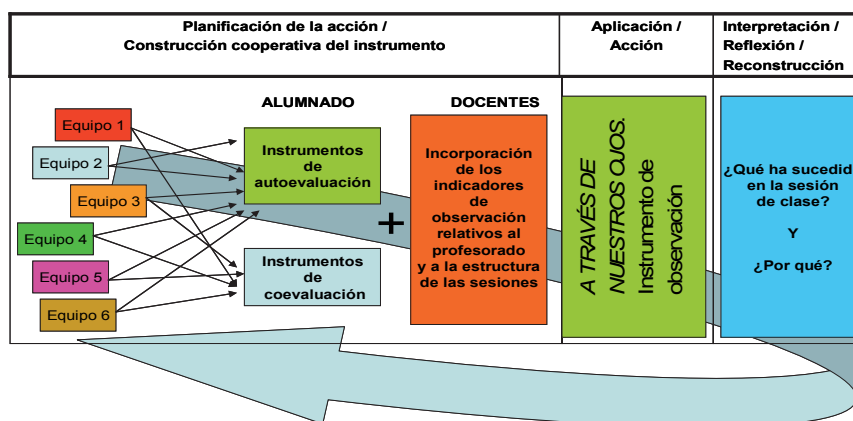 Planificación de la acción /
Construcción cooperativa del instrumento
Aplicación /
Acción
Interpretación /
Reflexión /
Reconstrucción
ALUMNADO
DOCENTES
Equipo 1
Equipo 2
Equipo 3
Equipo 4
Equipo 5
Equipo 6
Instrumentos
de
autoevaluación
Instrumentos
de
coevaluación
+
Incorporación
de los
indicadores
de
observación
relativos al
profesorado
y a la estructura
de las sesiones
A TRAVÉS DE
NUESTROS OJOS.
Instrumento de
observación
¿Qué ha sucedid
en la sesión
de clase?
Y
¿Por qué?